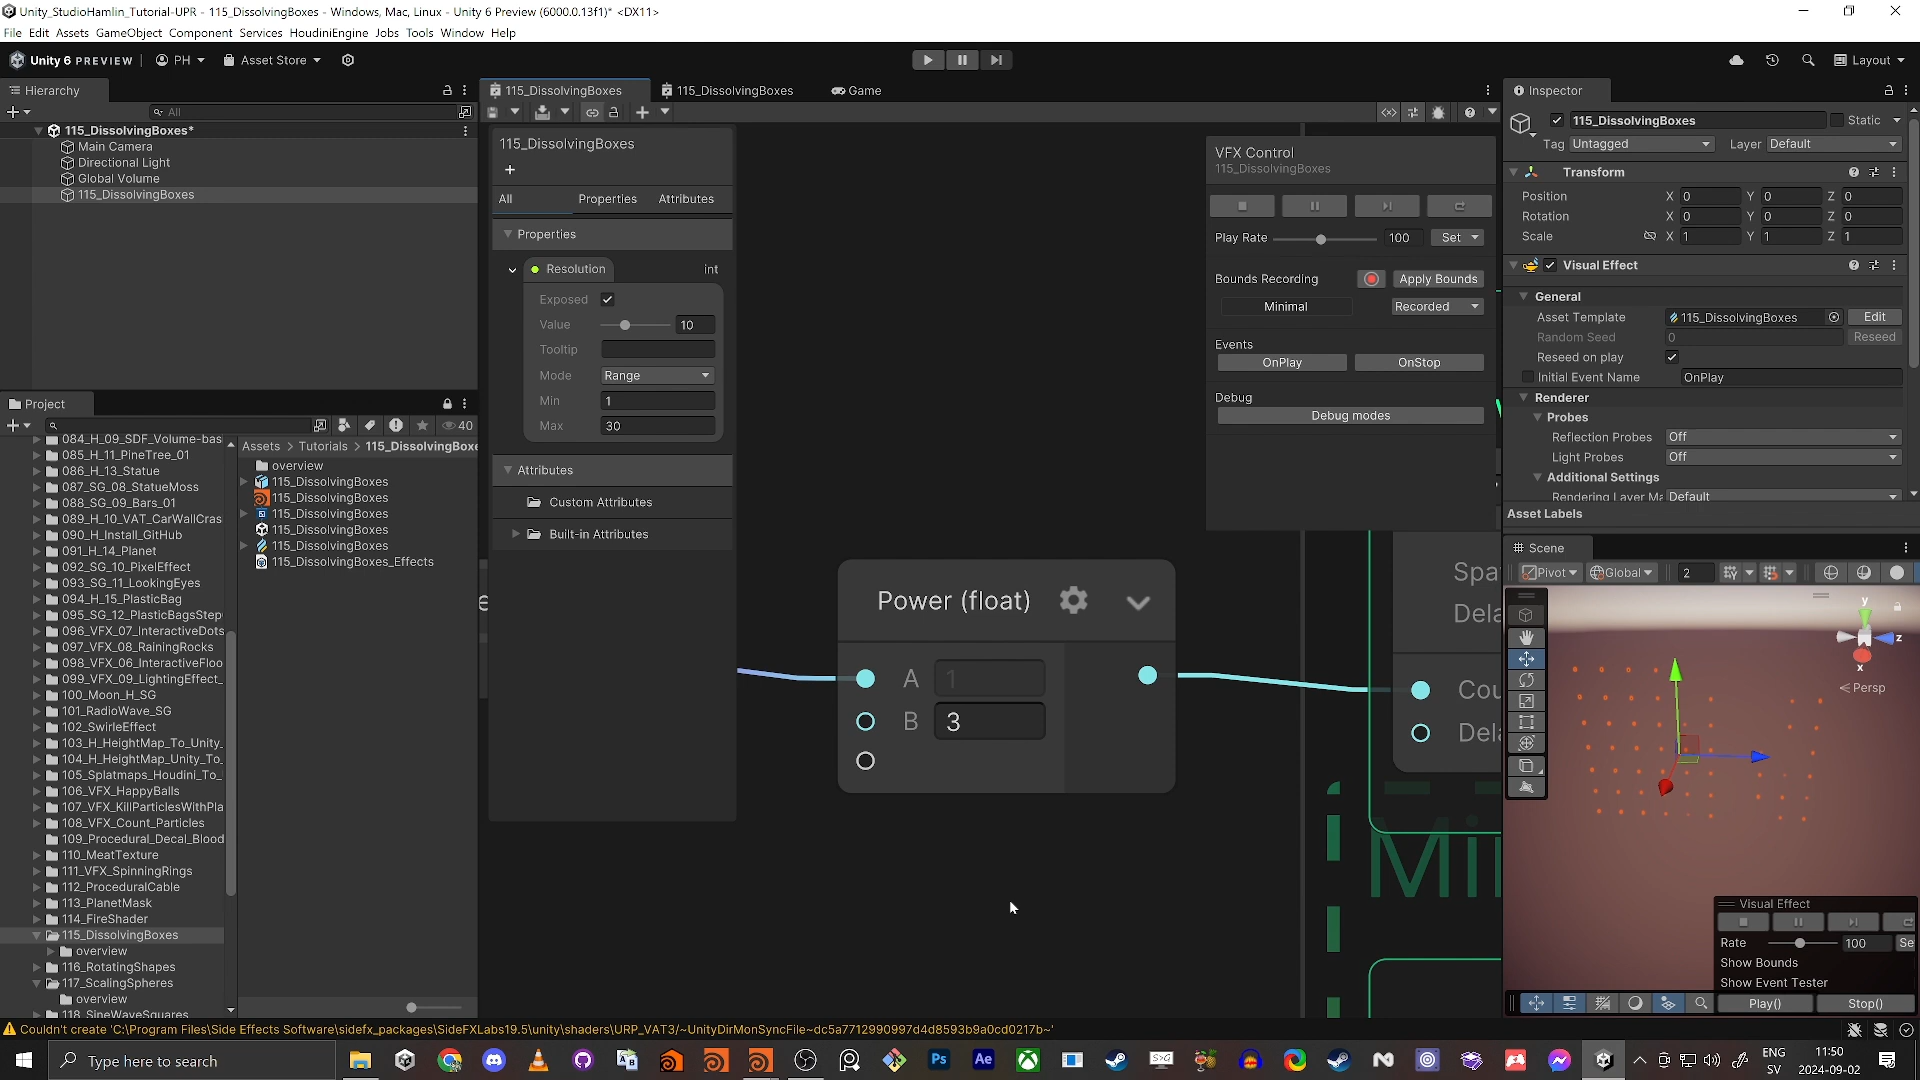 Unity_StudioHamlin_Tutorial-UPR - 115_DissolvingBoxes - Windows, Mac, Linux - Unity 6 Preview (6000.0.13f1)* <DX11>
File Edit Assets GameObject Component Services HoudiniEngine Jobs Tools Window Help
Unity 6 PREVIEW PH Asset Store Layout
Hierarchy
All
115_DissolvingBoxes*
Main Camera
Directional Light
Global Volume
115_DissolvingBoxes
Project
40
084_H_09_SDF_Volume-bas
085_H_11_PineTree_01
086_H_13_Statue
087_SG_08_StatueMoss
088_SG_09_Bars_01
089_H_10_VAT_CarWallCras
090_H_Install_GitHub
091_H_14_Planet
092_SG_10_PixelEffect
093_SG_11_LookingEyes
094_H_15_PlasticBag
095_SG_12_PlasticBagsStep
096_VFX_07_InteractiveDots
097_VFX_08_RainingRocks
098_VFX_06_InteractiveFloo
099_VFX_09_LightingEffect_
100_Moon_H_SG
101_RadioWave_SG
102_SwirleEffect
103_H_HeightMap_To_Unity_
104_H_HeightMap_Unity_To_
105_Splatmaps_Houdini_To_
106_VFX_HappyBalls
107_VFX_KillParticlesWithPla
108_VFX_Count_Particles
109_Procedural_Decal_Blood
110_MeatTexture
111_VFX_SpinningRings
112_ProceduralCable
113_PlanetMask
114_FireShader
115_DissolvingBoxes
overview
116_RotatingShapes
117_ScalingSpheres
overview
118_SineWaveSquares
Assets > Tutorials > 115_DissolvingBoxe
overview
115_DissolvingBoxes
115_DissolvingBoxes
115_DissolvingBoxes
115_DissolvingBoxes
115_DissolvingBoxes
115_DissolvingBoxes_Effects
115_DissolvingBoxes 115_DissolvingBoxes Game
115_DissolvingBoxes
+
All Properties Attributes
Properties
Resolution int
Exposed
Value 10
Tooltip
Mode Range
Min 1
Max 30
Attributes
Custom Attributes
Built-in Attributes
Power (float)
A 1
B 3
Spa
Dela
Cou
Dela
VFX Control
115_DissolvingBoxes
Play Rate 100 Set
Bounds Recording Apply Bounds
Minimal Recorded
Events
OnPlay OnStop
Debug
Debug modes
Inspector
115_DissolvingBoxes Static
Tag Untagged Layer Default
Transform
Position X 0 Y 0 Z 0
Rotation X 0 Y 0 Z 0
Scale X 1 Y 1 Z 1
Visual Effect
General
Asset Template 115_DissolvingBoxes Edit
Random Seed 0 Reseed
Reseed on play
Initial Event Name OnPlay
Renderer
Probes
Reflection Probes Off
Light Probes Off
Additional Settings
Rendering Layer Ma Default
Asset Labels
Scene
Pivot Global 2
y
z
x
Persp
Visual Effect
Rate 100 Se
Show Bounds
Show Event Tester
Play() Stop()
Couldn't create 'C:\Program Files\Side Effects Software\sidefx_packages\SideFXLabs19.5\unity\shaders\URP_VAT3/~UnityDirMonSyncFile~dc5a7712990997d4d8593b9a0cd0217b~'
Type here to search
Ps
Ae
ENG
SV
11:50
2024-09-02